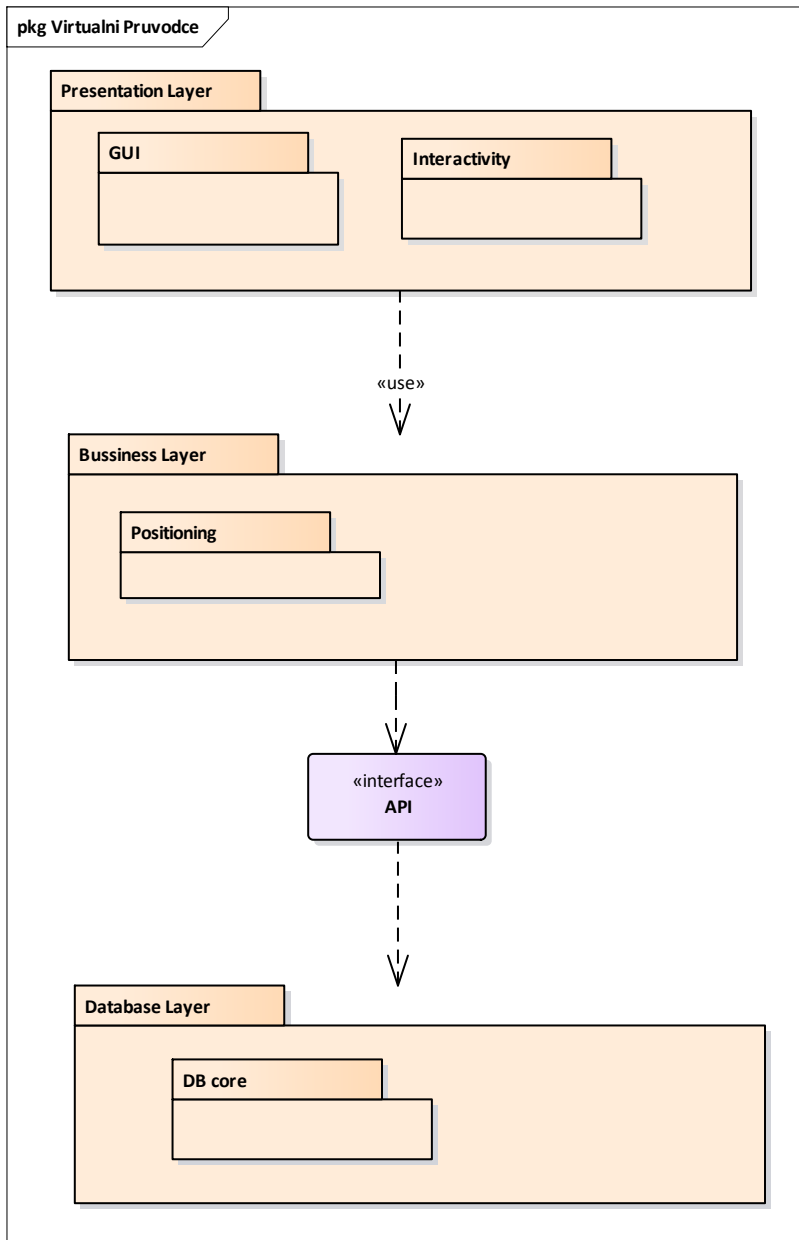 pkg Virtualni Pruvodce
Presentation Layer
GUI
Interactivity
«use»
Bussiness Layer
Positioning
«interface»
API
Database Layer
DB core